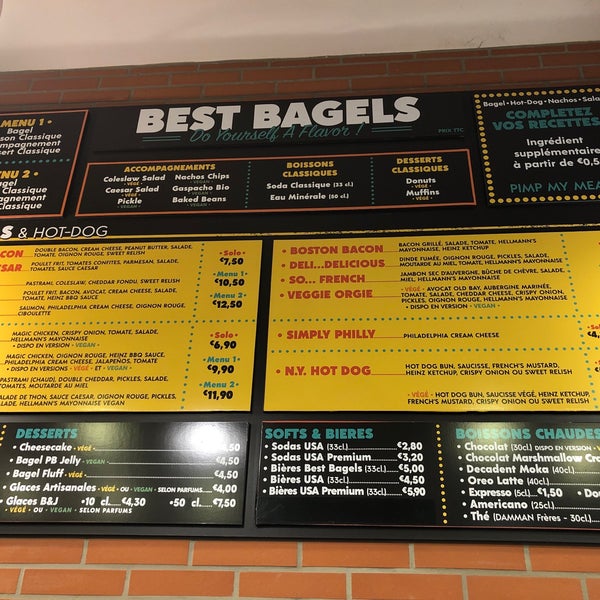 MENU 1 •
Bagel
Classique
Classique
MENU 2 •
Bagel
Classique
Classique
BEST BAGELS
Do Yourself A Flavor !
PRIX TTC
ACCOMPAGNEMENTS
Coleslaw Salad
VÉGÉ
Caesar Salad
VÉGÉ
Pickle
VEGAN
Nachos Chips
VEGAN
Gaspacho Bio
VEGAN
Baked Beans
VEGAN
BOISSONS
CLASSIQUES
Soda Classique (33 cl.)
Eau Minérale (50 cl.)
DESSERTS
CLASSIQUES
Donuts
• VÉGÉ •
Muffins
• VÉGÉ •
Bagel • Hot-Dog • Nachos • Sala
COMPLETEZ
VOS RECETTES
Ingrédient
supplémentaire
à partir de €0,5
PIMP MY MEA
S & HOT-DOG
CON DOUBLE BACON, CREAM CHEESE, PEANUT BUTTER, SALADE,
TOMATE, OIGNON ROUGE, SWEET RELISH
SAR POULET FRIT, TOMATES CONFITES, PARMESAN, SALADE,
TOMATE, SAUCE CAESAR
PASTRAMI, COLESLAW, CHEDDAR FONDU, SWEET RELISH
POULET FRIT, BACON, AVOCAT, CREAM CHEESE,
TOMATE, HEINZ BBQ SAUCE
SALMON, PHILADELPHIA CREAM CHEESE, OIGNON ROUGE,
CIBOULETTE
• Solo •
€7,50
• Menu 1 •
€10,50
• Menu 2 •
€12,50
MAGIC CHICKEN, CRISPY ONION, TOMATE, SALADE,
HELLMANN'S MAYONNAISE
• DISPO EN VERSION • VEGAN
MAGIC CHICKEN, OIGNON ROUGE, HEINZ BBQ SAUCE,
PHILADELPHIA CREAM CHEESE, JALAPEÑOS, TOMATE
• DISPO EN VERSIONS • VÉGÉ • ET • VEGAN •
PASTRAMI (CHAUD), DOUBLE CHEDDAR, PICKLES, SALADE,
TOMATE, MOUTARDE AU MIEL
SALADE DE THON, SAUCE CAESAR, OIGNON ROUGE, PICKLES,
SALADE, HELLMANN'S MAYONNAISE VEGAN
• Solo •
€6,90
• Menu 1 •
€9,90
• Menu 2 •
€11,90
• BOSTON BACON BACON GRILLÉ, SALADE, TOMATE, HELLMANN'S
MAYONNAISE, HEINZ KETCHUP
• DELI...DELICIOUS DINDE FUMÉE, OIGNON ROUGE, PICKLES, SALADE,
MOUTARDE AU MIEL, TOMATE, HELLMANN'S MAYONNAISE
• SO... FRENCH JAMBON SEC D'AUVERGNE, BÛCHE DE CHÈVRE, SALADE,
MIEL, HELLMANN'S MAYONNAISE
• VEGGIE ORGIE • VÉGÉ • AVOCAT OLD BAY, AUBERGINE MARINÉE,
TOMATE, SALADE, CHEDDAR CHEESE, CRISPY ONION,
PICKLES, OIGNON ROUGE, HELLMANN'S MAYONNAISE
• DISPO EN VERSION • VEGAN •
• SIMPLY PHILLY PHILADELPHIA CREAM CHEESE
• N.Y. HOT DOG HOT DOG BUN, SAUCISSE, FRENCH'S MUSTARD,
HEINZ KETCHUP, CRISPY ONION OU SWEET RELISH
• VÉGÉ • HOT DOG BUN, SAUCISSE VÉGÉ, HEINZ KETCHUP,
FRENCH'S MUSTARD, CRISPY ONION OU SWEET RELISH
DESSERTS
• Cheesecake • VÉGÉ •
• Bagel PB Jelly • VEGAN • €4,50
• Bagel Fluff • VÉGÉ • €4,50
• Glaces Artisanales • VÉGÉ • OU • VEGAN • SELON PARFUMS €4,00
• Glaces B&J • 10 cl. €4,30 • 50 cl. €7,50
• VÉGÉ • OU • VEGAN • SELON PARFUMS
SOFTS & BIERES
• Sodas USA (33cl.) €2,80
• Sodas USA Premium €3,20
• Bières Best Bagels (33cl.) €5,00
• Bières USA (33cl.) €4,50
• Bières USA Premium (33cl.) €5,90
BOISSONS CHAUDES
• Chocolat (30cl) DISPO EN VERSION • V
• Chocolat Marshmallow Cr
• Decadent Moka (40cl.)
• Oreo Latte (40cl.)
• Expresso (5cl.) €1,50 • Do
• Americano (25cl.)
• Thé (DAMMAN Frères - 30cl.)